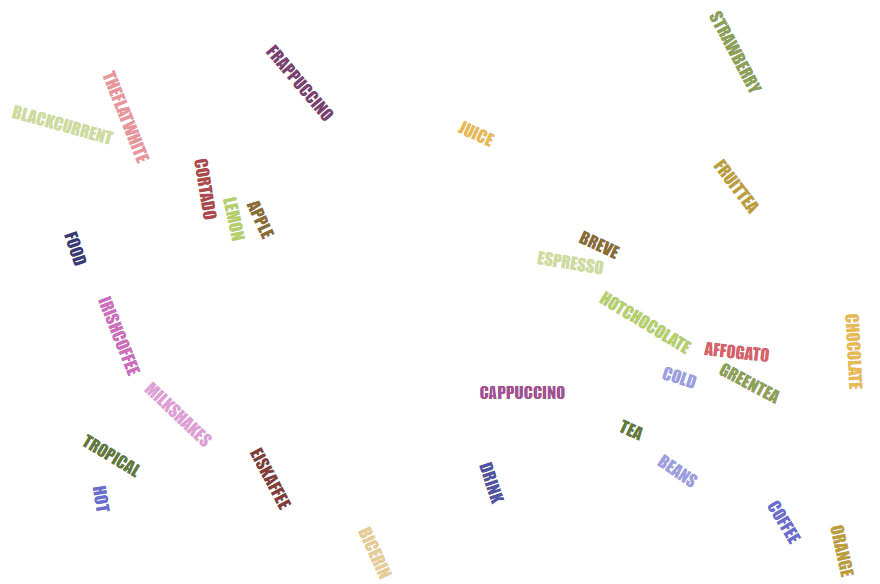 STRAWBERRY
FRAPPUCCINO
THEFLATWHITE
BLACKCURRENT
JUICE
CORTADO
FRUITTEA
LEMON
APPLE
FOOD
BREVE
ESPRESSO
HOTCHOCOLATE
IRISHCOFFEE
CHOCOLATE
AFFOGATO
COLD
GREENTEA
CAPPUCCINO
MILKSHAKES
TEA
TROPICAL
BEANS
EISKAFFEE
DRINK
HOT
COFFEE
ORANGE
BICERIN